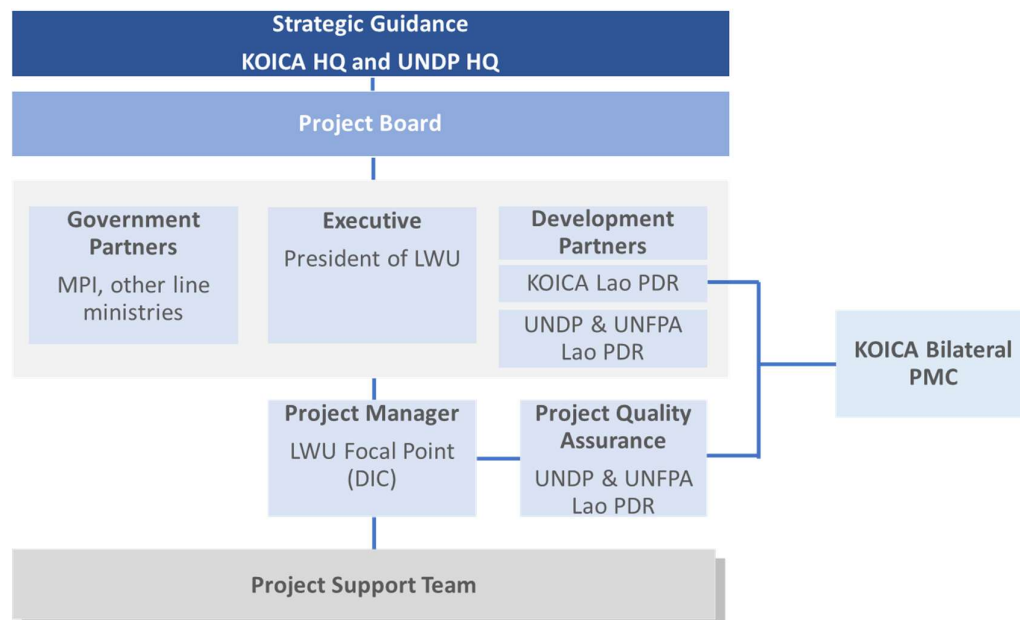 Strategic Guidance
KOICA HQ and UNDP HQ
Project Board
Government
Partners
MPI, other line
ministries
Executive
President of LWU
Development
Partners
KOICA Lao PDR
UNDP & UNFPA
Lao PDR
KOICA Bilateral
PMC
Project Manager
LWU Focal Point
(DIC)
Project Quality
Assurance
UNDP & UNFPA
Lao PDR
Project Support Team